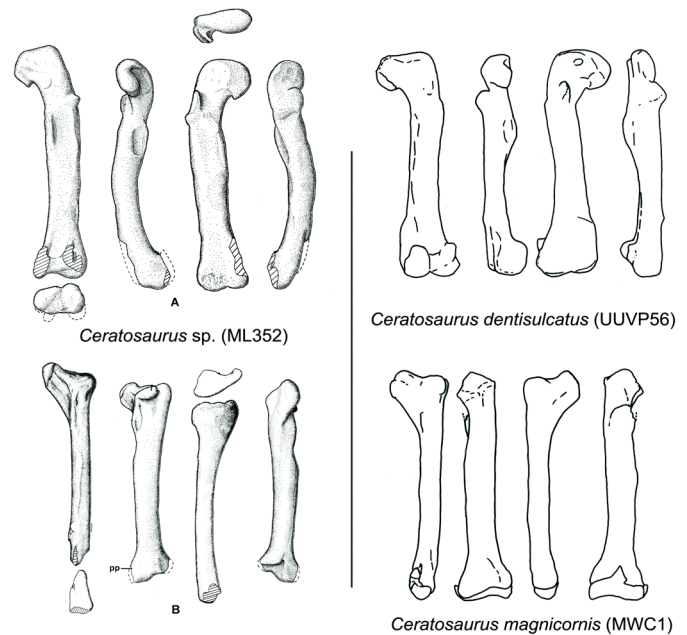 A
Ceratosaurus sp. (ML352)
Ceratosaurus dentisulcatus (UUVP56)
pp
B
Ceratosaurus magnicornis (MWC1)